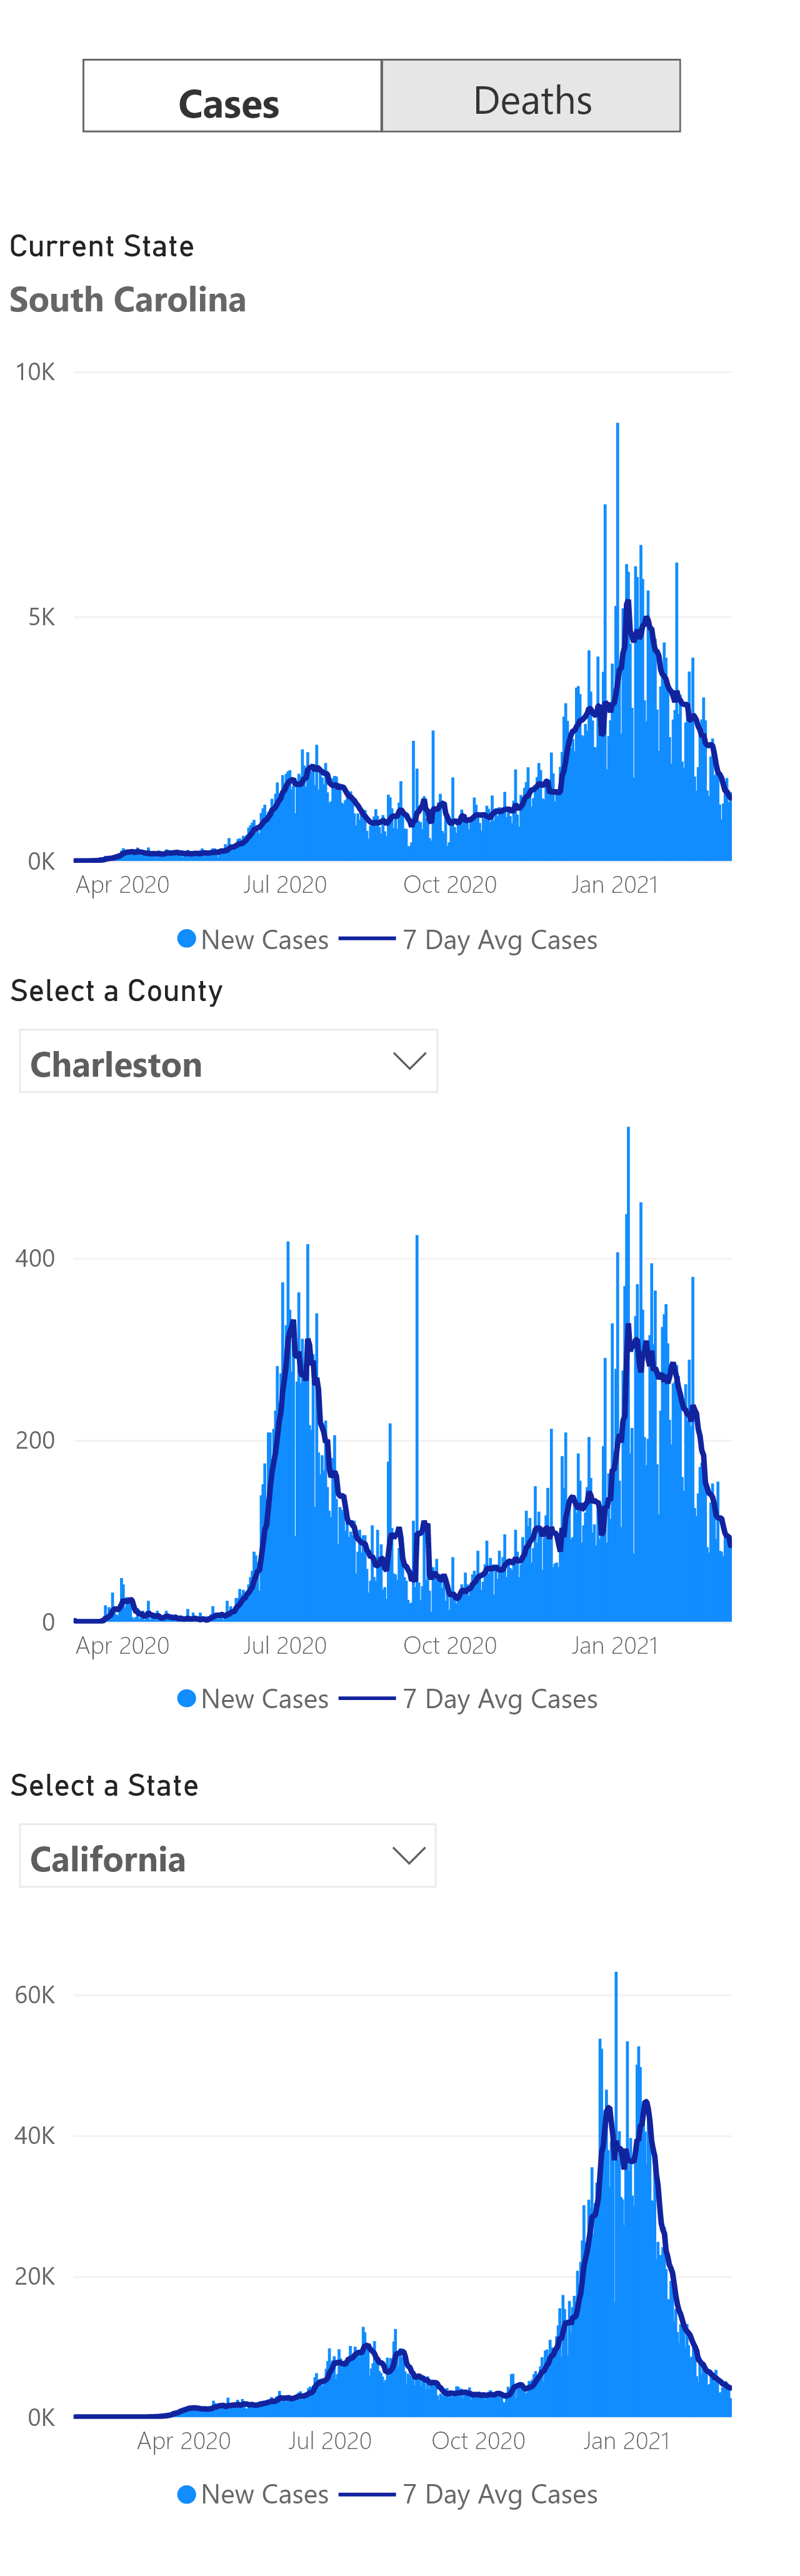 Cases Deaths
Current State
South Carolina
10K
5K
0K
Apr 2020 Jul 2020 Oct 2020 Jan 2021
New Cases 7 Day Avg Cases
Select a County
Charleston
400
200
0
Apr 2020 Jul 2020 Oct 2020 Jan 2021
New Cases 7 Day Avg Cases
Select a State
California
60K
40K
20K
0K
Apr 2020 Jul 2020 Oct 2020 Jan 2021
New Cases 7 Day Avg Cases